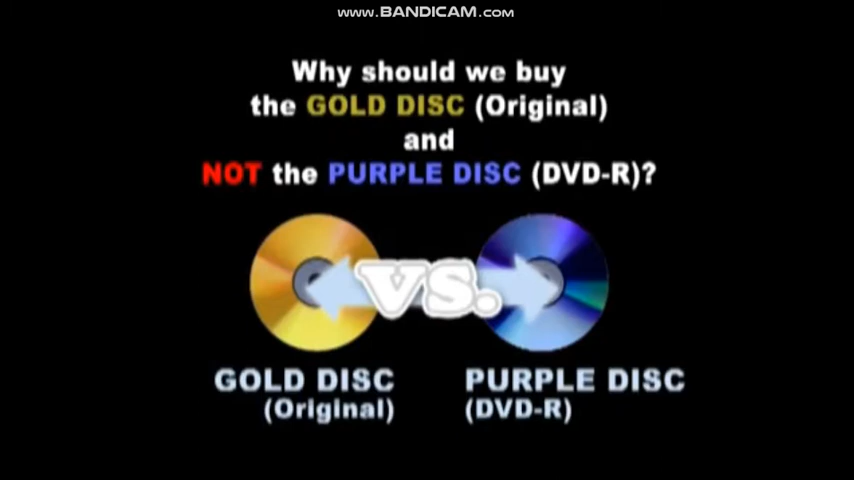 www.BANDICAM.com
Why should we buy
the GOLD DISC (Original)
and
NOT the PURPLE DISC (DVD-R)?
VS.
GOLD DISC
(Original)
PURPLE DISC
(DVD-R)